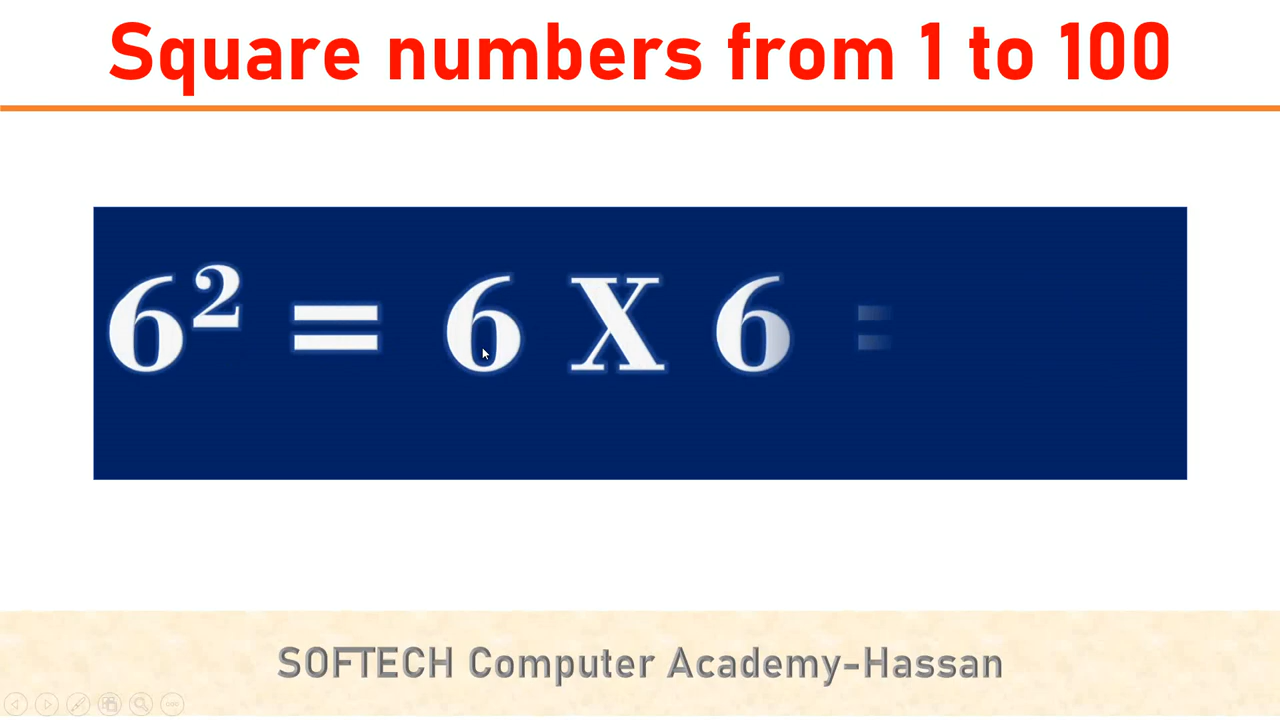 Square numbers from 1 to 100
6² = 6 X 6 =
SOFTECH Computer Academy-Hassan